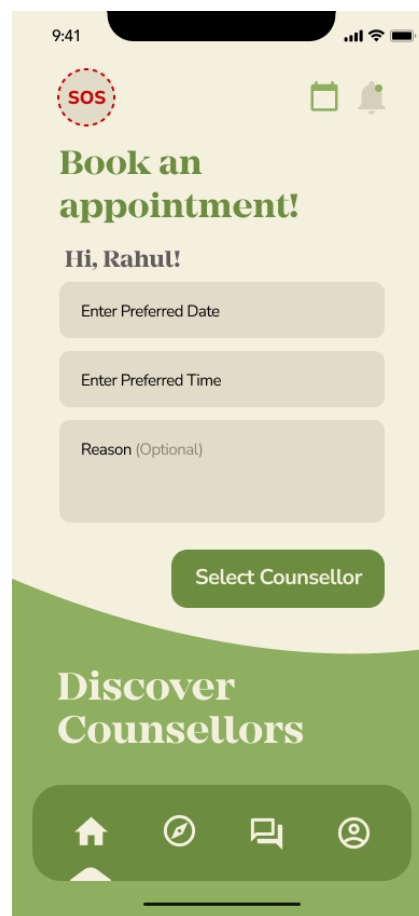 9:41
SOS
Book an
appointment!
Hi, Rahul!
Enter Preferred Date
Enter Preferred Time
Reason (Optional)
Select Counsellor
Discover
Counsellors